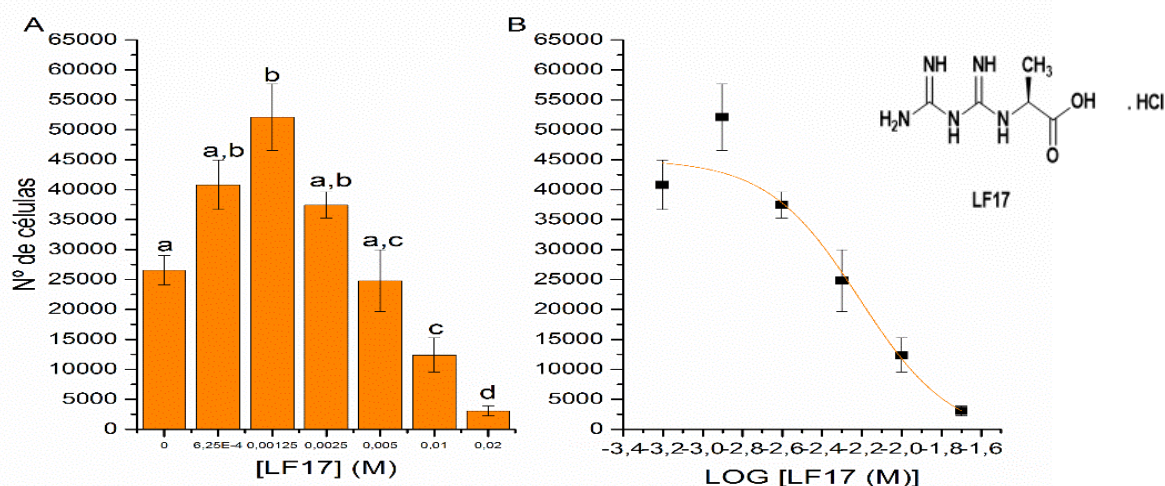 A
65000
60000
55000
50000
45000
40000
35000
30000
25000
20000
15000
10000
5000
0
Nº de células
a
a,b
b
a,b
a,c
c
d
0 6,25E-4 0,00125 0,0025 0,005 0,01 0,02
[LF17] (M)
B
65000
60000
55000
50000
45000
40000
35000
30000
25000
20000
15000
10000
5000
0
-3,4-3,2-3,0-2,8-2,6-2,4-2,2-2,0-1,8-1,6
LOG [LF17 (M)]
NH NH CH₃
OH . HCl
H₂N N N
H H
O
LF17